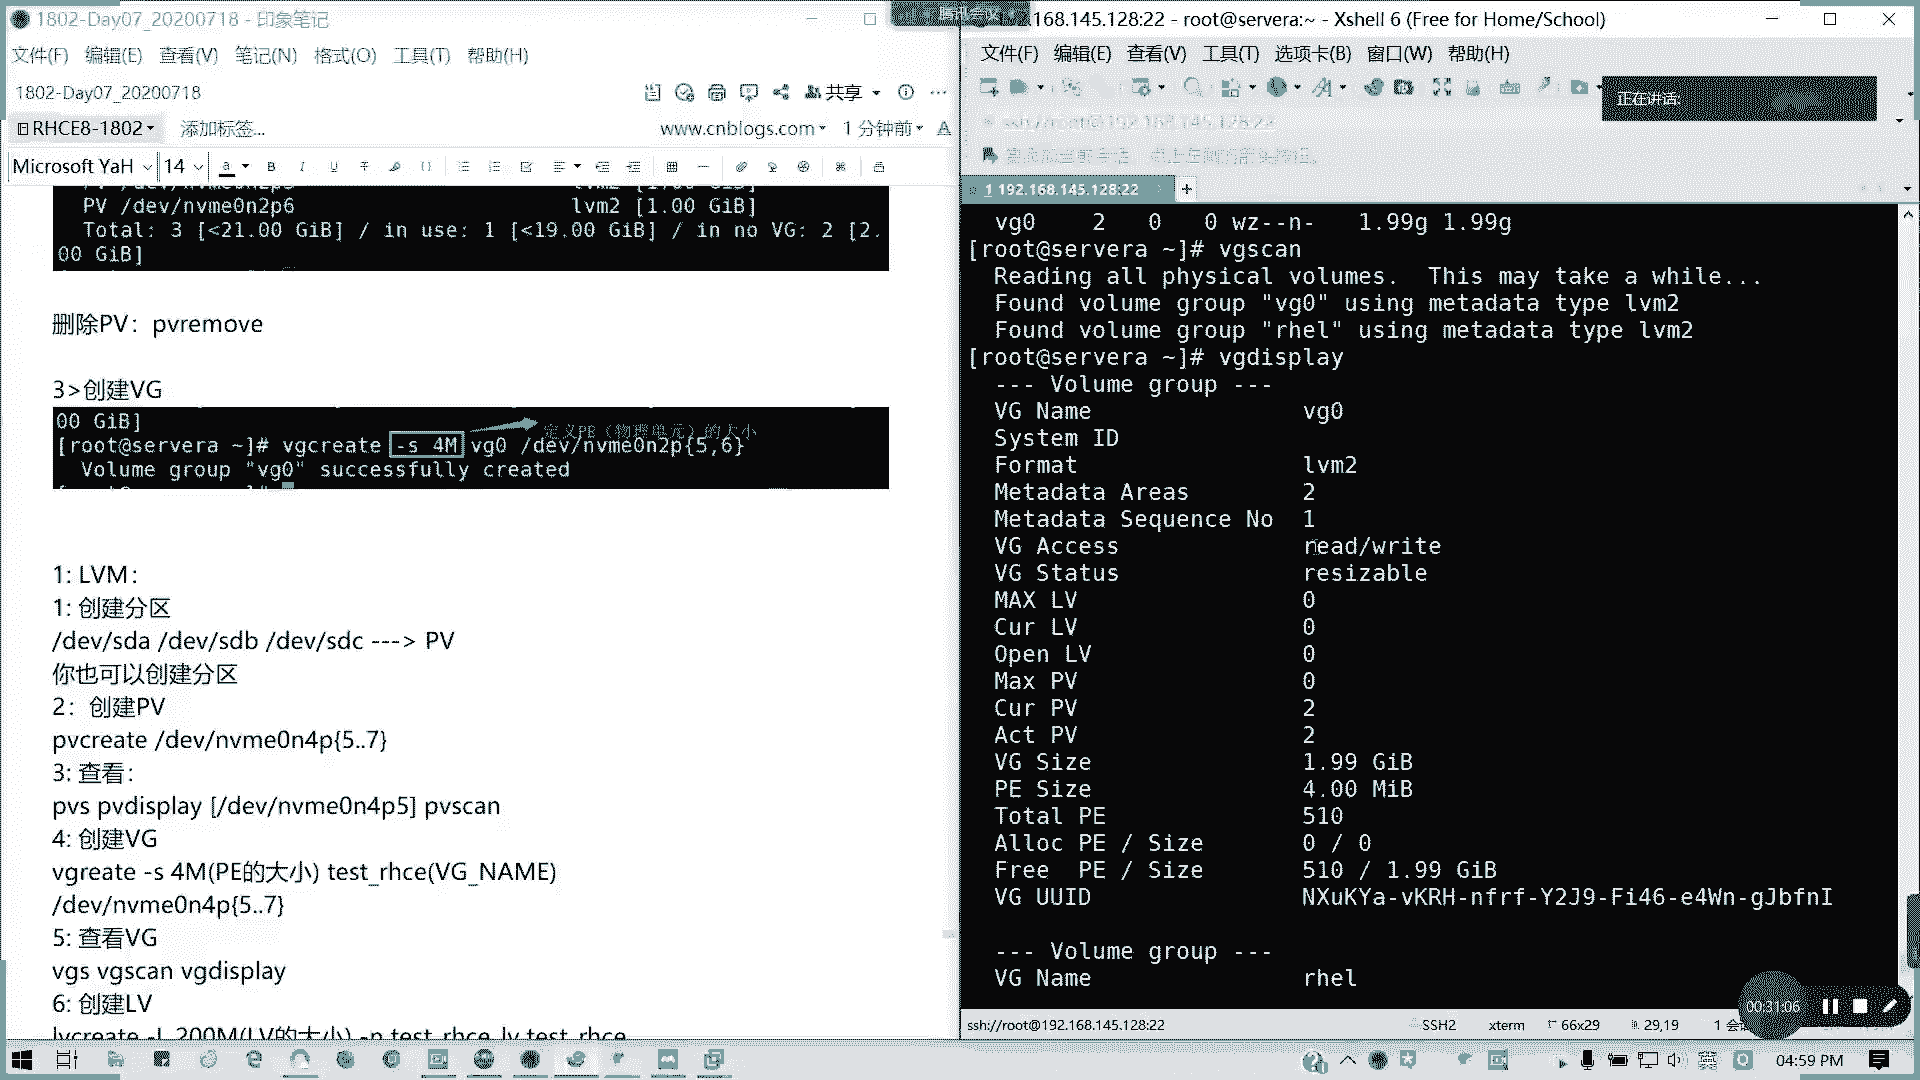 1802-Day07_20200718 - 印象笔记
文件(F) 编辑(E) 查看(V) 笔记(N) 格式(O) 工具(T) 帮助(H)
1802-Day07_20200718
共享
RHCE8-1802
添加标签...
www.cnblogs.com
1 分钟前
Microsoft YaH
14
PV /dev/nvme0n2p6 lvm2 [1.00 GiB]
Total: 3 [<21.00 GiB] / in use: 1 [<19.00 GiB] / in no VG: 2 [2.
00 GiB]
删除PV：pvremove
3>创建VG
00 GiB]
定义PE（物理单元）的大小
[root@servera ~]# vgcreate -s 4M vg0 /dev/nvme0n2p{5,6}
Volume group "vg0" successfully created
1: LVM：
1: 创建分区
/dev/sda /dev/sdb /dev/sdc ---> PV
你也可以创建分区
2：创建PV
pvcreate /dev/nvme0n4p{5..7}
3: 查看：
pvs pvdisplay [/dev/nvme0n4p5] pvscan
4: 创建VG
vgreate -s 4M(PE的大小) test_rhce(VG_NAME)
/dev/nvme0n4p{5..7}
5: 查看VG
vgs vgscan vgdisplay
6: 创建LV
lvcreate -L 200M(LV的大小) -n test_rhce_lv test_rhce
腾讯会议
.168.145.128:22 - root@servera:~ - Xshell 6 (Free for Home/School)
文件(F) 编辑(E) 查看(V) 工具(T) 选项卡(B) 窗口(W) 帮助(H)
正在讲话:
ssh://root@192.168.145.128:22
1 192.168.145.128:22
vg0 2 0 0 wz--n- 1.99g 1.99g
[root@servera ~]# vgscan
Reading all physical volumes. This may take a while...
Found volume group "vg0" using metadata type lvm2
Found volume group "rhel" using metadata type lvm2
[root@servera ~]# vgdisplay
--- Volume group ---
VG Name vg0
System ID
Format lvm2
Metadata Areas 2
Metadata Sequence No 1
VG Access read/write
VG Status resizable
MAX LV 0
Cur LV 0
Open LV 0
Max PV 0
Cur PV 2
Act PV 2
VG Size 1.99 GiB
PE Size 4.00 MiB
Total PE 510
Alloc PE / Size 0 / 0
Free PE / Size 510 / 1.99 GiB
VG UUID NXuKYa-vKRH-nfrf-Y2J9-Fi46-e4Wn-gJbfnI
--- Volume group ---
VG Name rhel
00:31:06
ssh://root@192.168.145.128:22
SSH2 xterm 66x29 29,19 1 会
英
04:59 PM